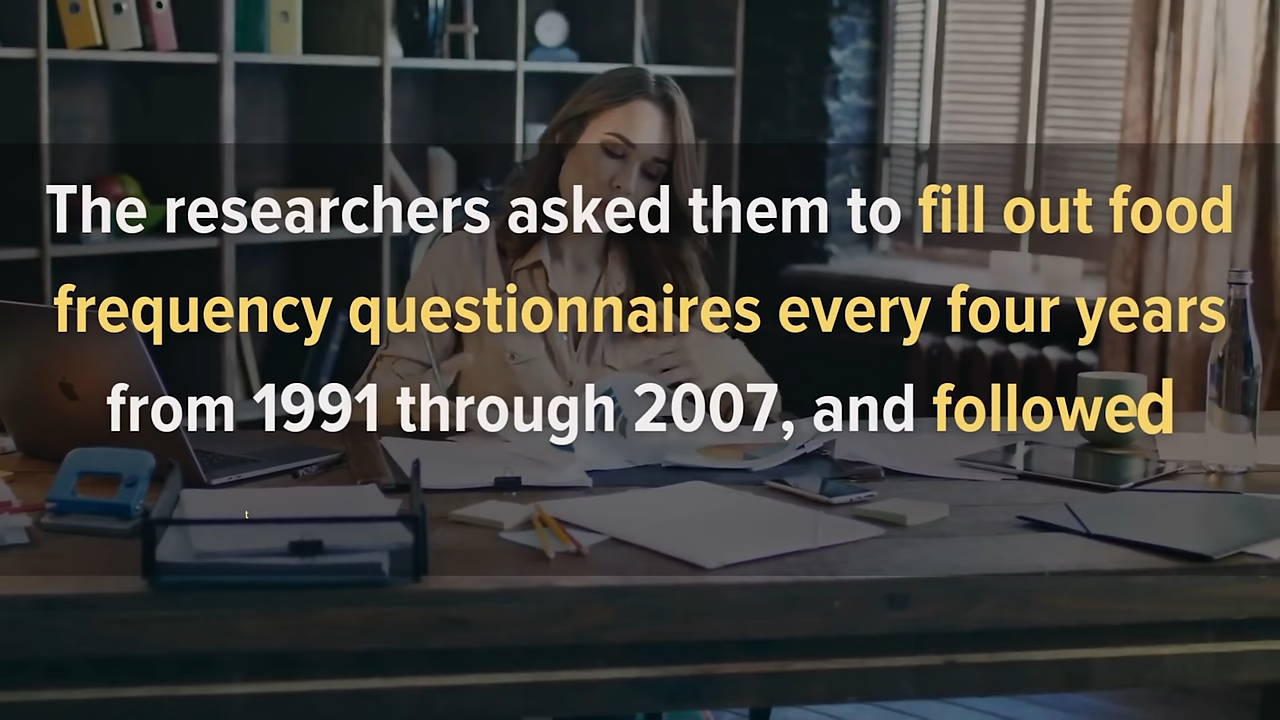 The researchers asked them to fill out food
frequency questionnaires every four years
from 1991 through 2007, and followed
t